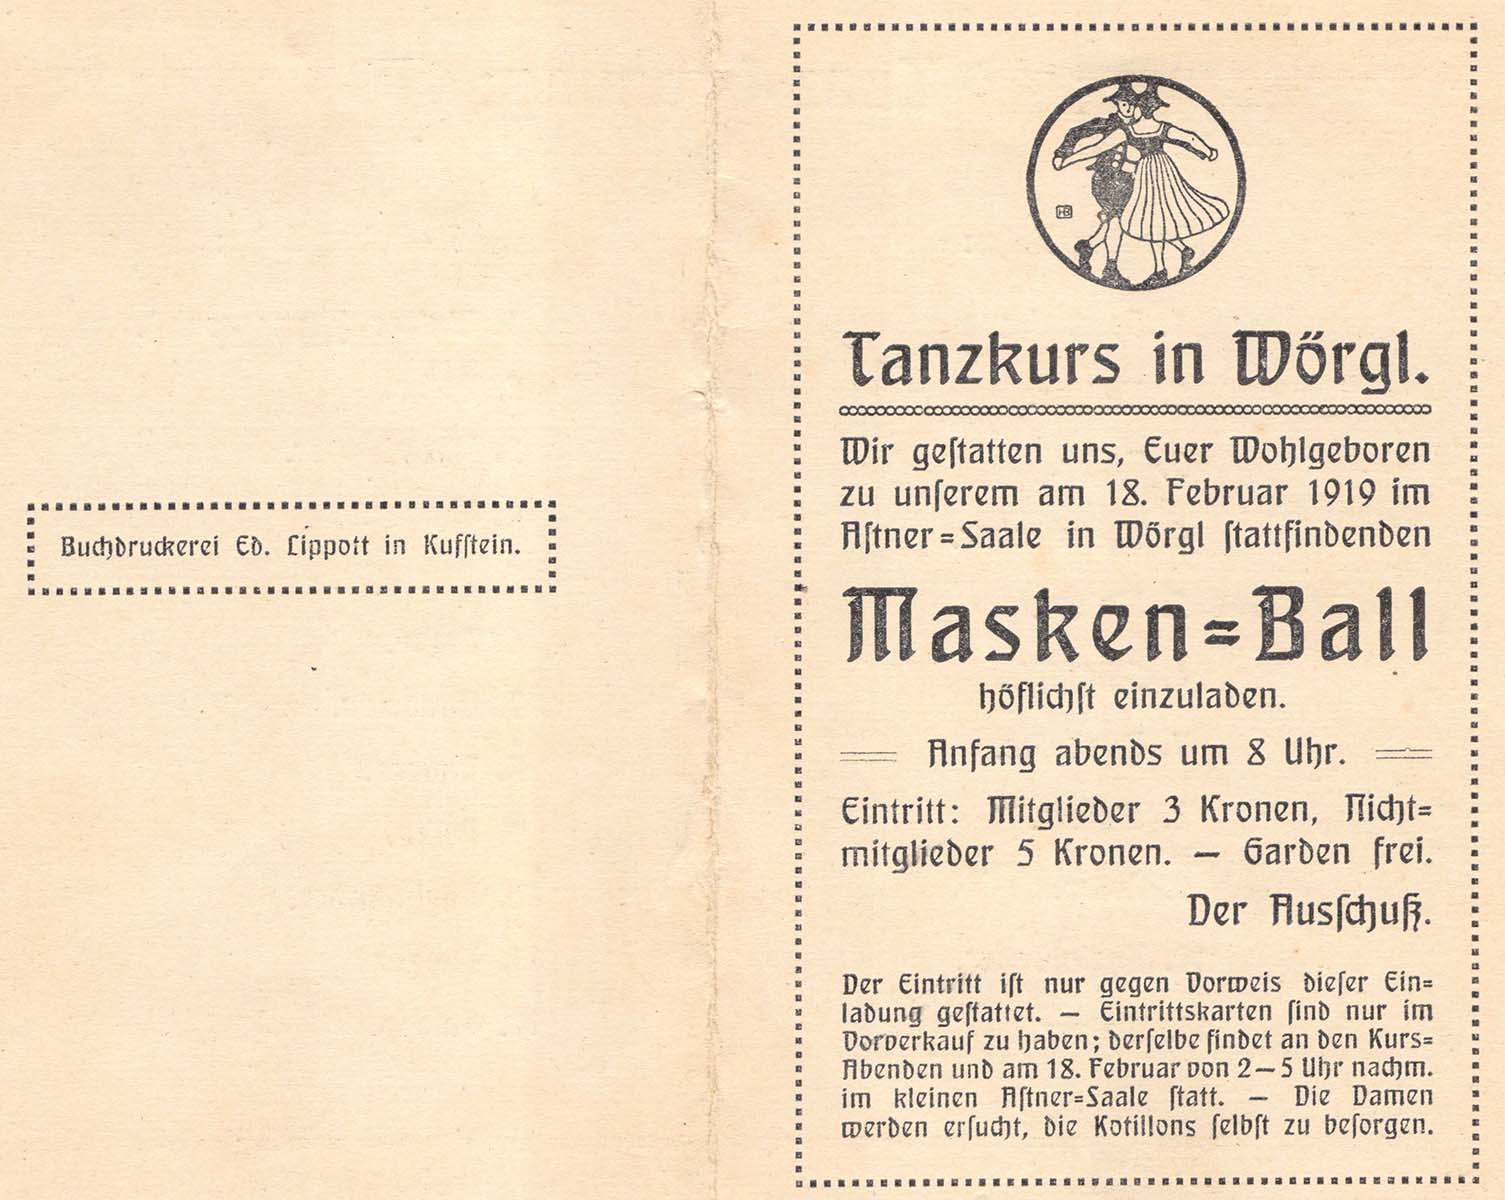 Buchdruckerei Ed. Lippott in Kufſtein.
HB
Tanzkurs in Wörgl.
Wir geſtatten uns, Euer Wohlgeboren
zu unſerem am 18. Februar 1919 im
Aſtner=Saale in Wörgl ſtattfindenden
Masken=Ball
höflichſt einzuladen.
Anfang abends um 8 Uhr.
Eintritt: Mitglieder 3 Kronen, Nicht=
mitglieder 5 Kronen. — Garden frei.
Der Ausſchuß.
Der Eintritt iſt nur gegen Vorweis dieſer Ein=
ladung geſtattet. — Eintrittskarten ſind nur im
Vorverkauf zu haben; derſelbe findet an den Kurs=
Abenden und am 18. Februar von 2—5 Uhr nachm.
im kleinen Aſtner=Saale ſtatt. — Die Damen
werden erſucht, die Kotillons ſelbſt zu beſorgen.